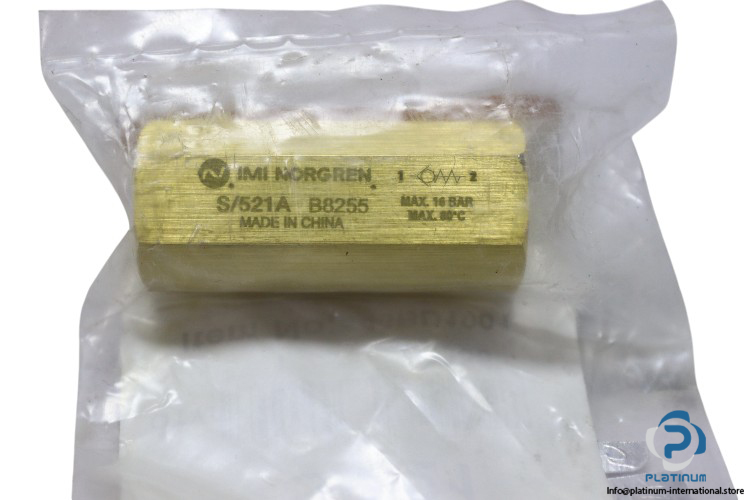 IMI NORGREN
1 2
S/521A B8255
MAX. 16 BAR
MADE IN CHINA
MAX. 80°C
PLATINUM
Info@platinum-international.store